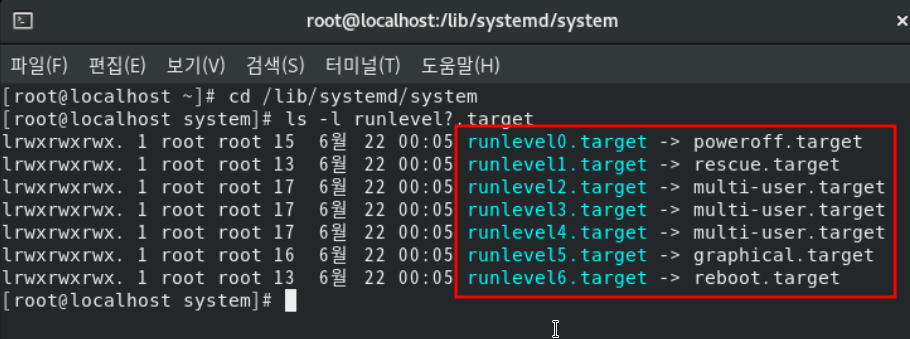 root@localhost:/lib/systemd/system ×
파일(F) 편집(E) 보기(V) 검색(S) 터미널(T) 도움말(H)
[root@localhost ~]# cd /lib/systemd/system
[root@localhost system]# ls -l runlevel?.target
lrwxrwxrwx. 1 root root 15 6월 22 00:05 runlevel0.target -> poweroff.target
lrwxrwxrwx. 1 root root 13 6월 22 00:05 runlevel1.target -> rescue.target
lrwxrwxrwx. 1 root root 17 6월 22 00:05 runlevel2.target -> multi-user.target
lrwxrwxrwx. 1 root root 17 6월 22 00:05 runlevel3.target -> multi-user.target
lrwxrwxrwx. 1 root root 17 6월 22 00:05 runlevel4.target -> multi-user.target
lrwxrwxrwx. 1 root root 16 6월 22 00:05 runlevel5.target -> graphical.target
lrwxrwxrwx. 1 root root 13 6월 22 00:05 runlevel6.target -> reboot.target
[root@localhost system]#